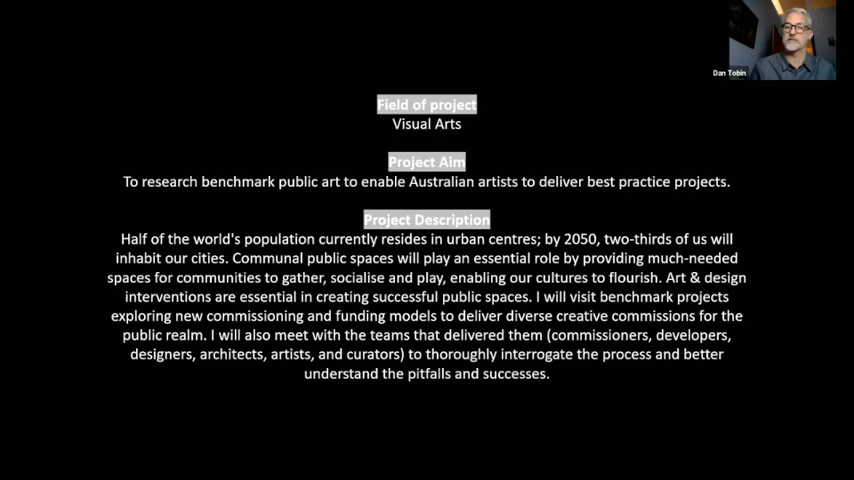 Dan Tobin
Field of project
Visual Arts
Project Aim
To research benchmark public art to enable Australian artists to deliver best practice projects.
Project Description
Half of the world's population currently resides in urban centres; by 2050, two-thirds of us will
inhabit our cities. Communal public spaces will play an essential role by providing much-needed
spaces for communities to gather, socialise and play, enabling our cultures to flourish. Art & design
interventions are essential in creating successful public spaces. I will visit benchmark projects
exploring new commissioning and funding models to deliver diverse creative commissions for the
public realm. I will also meet with the teams that delivered them (commissioners, developers,
designers, architects, artists, and curators) to thoroughly interrogate the process and better
understand the pitfalls and successes.